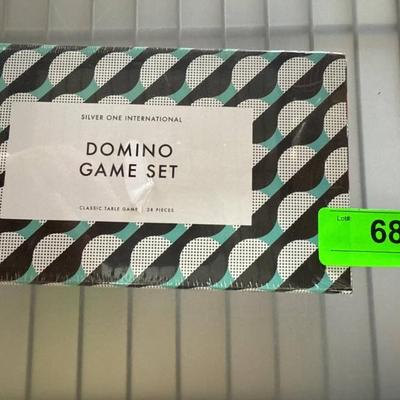 SILVER ONE INTERNATIONAL
DOMINO
GAME SET
CLASSIC TABLE GAME | 28 PIECES
Lot#
68